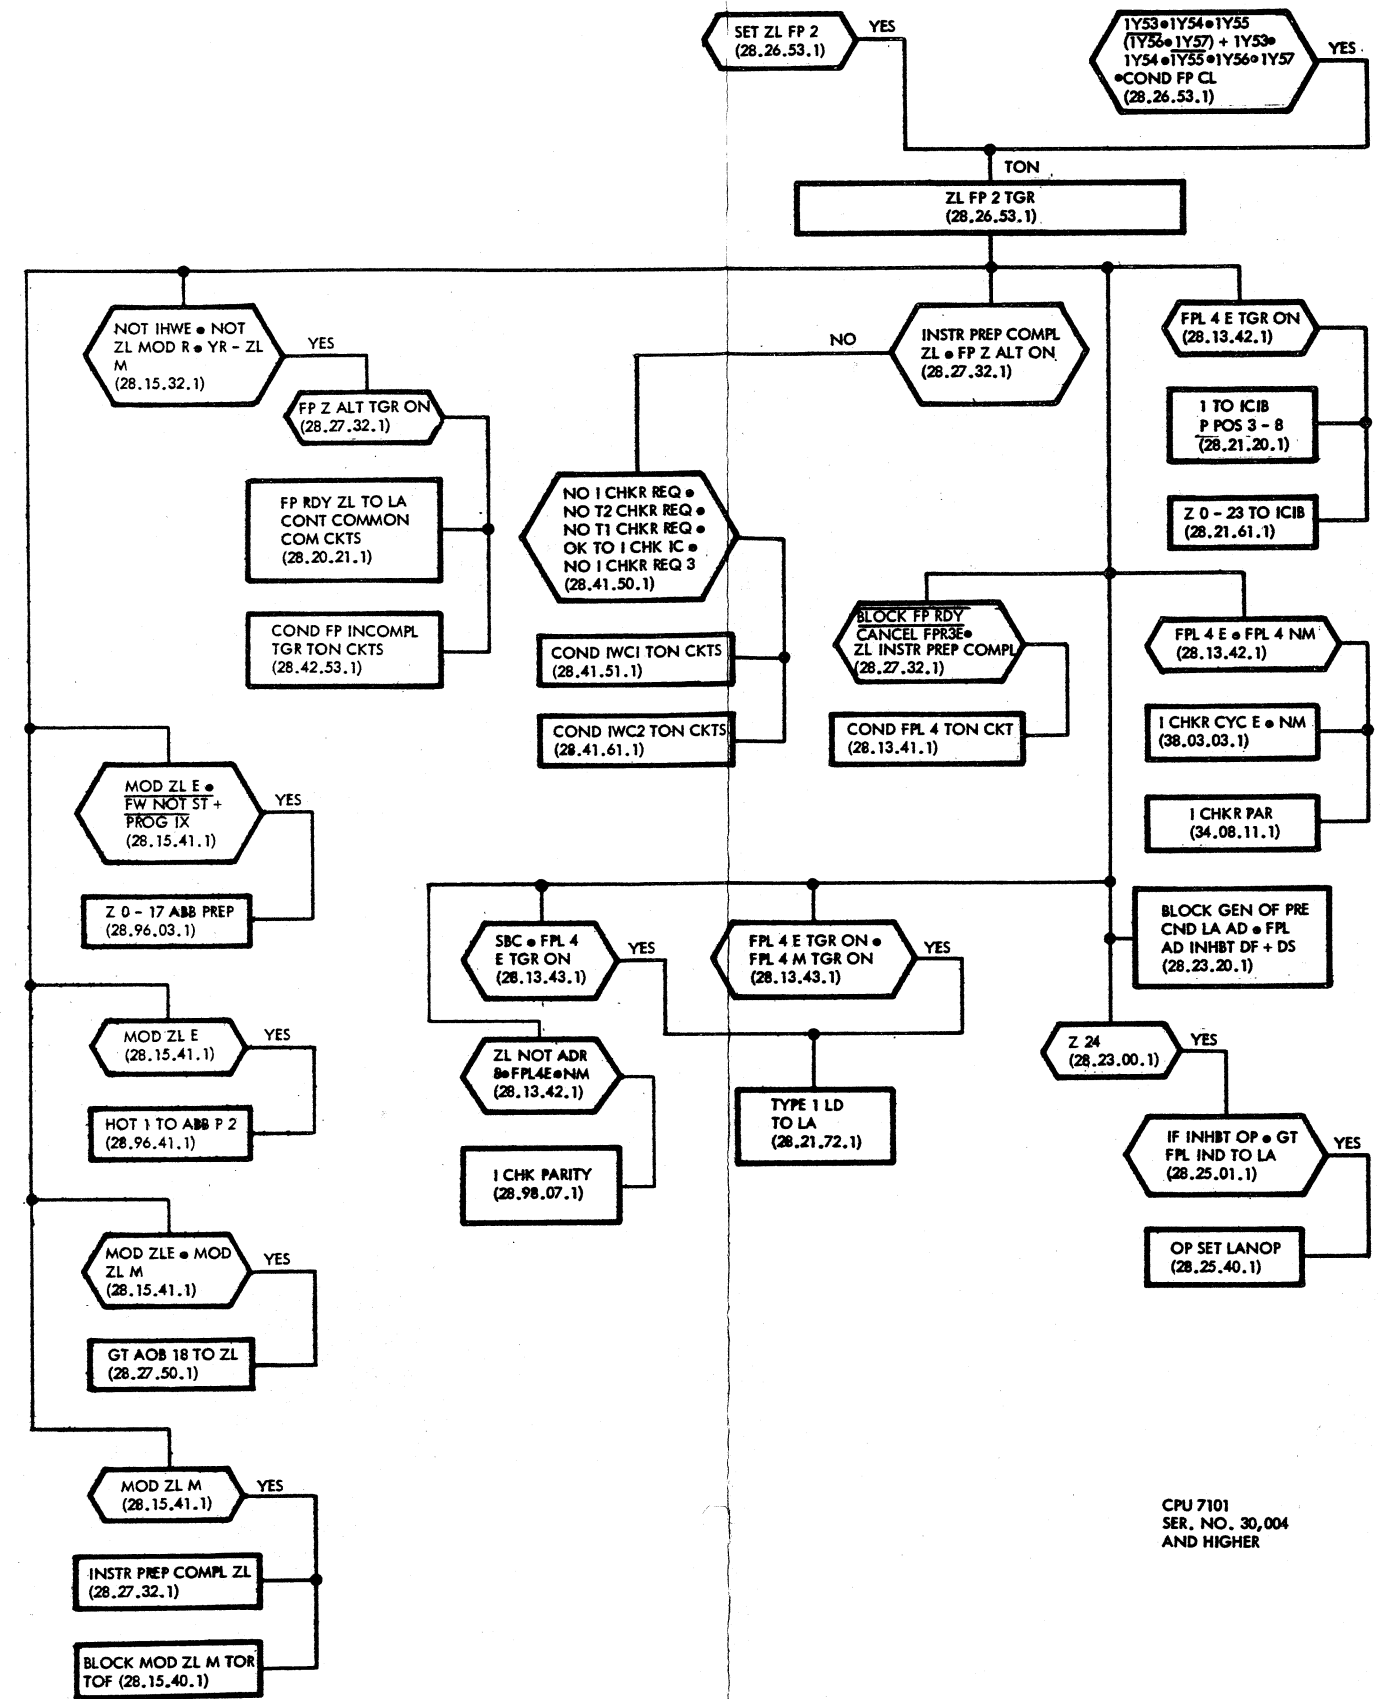 SET ZL FP 2
(28.26.53.1)
YES
1Y53●1Y54●1Y55
(1Y56●1Y57) + 1Y53●
1Y54●1Y55●1Y56●1Y57
●COND FP CL
(28.26.53.1)
YES
TON
ZL FP 2 TGR
(28.26.53.1)
NOT IHWE ● NOT
ZL MOD R ● YR - ZL
M
(28.15.32.1)
YES
FP Z ALT TGR ON
(28.27.32.1)
FP RDY ZL TO LA
CONT COMMON
COM CKTS
(28.20.21.1)
COND FP INCOMPL
TGR TON CKTS
(28.42.53.1)
INSTR PREP COMPL
ZL ● FP Z ALT ON
(28.27.32.1)
NO
NO I CHKR REQ ●
NO T2 CHKR REQ ●
NO T1 CHKR REQ ●
OK TO I CHK IC ●
NO I CHKR REQ 3
(28.41.50.1)
COND IWC1 TON CKTS
(28.41.51.1)
COND IWC2 TON CKTS
(28.41.61.1)
FPL 4 E TGR ON
(28.13.42.1)
1 TO ICIB
P POS 3 - 8
(28.21.20.1)
Z 0 - 23 TO ICIB
(28.21.61.1)
BLOCK FP RDY
CANCEL FPR3E●
ZL INSTR PREP COMPL
(28.27.32.1)
COND FPL 4 TON CKT
(28.13.41.1)
FPL 4 E ● FPL 4 NM
(28.13.42.1)
I CHKR CYC E ● NM
(38.03.03.1)
I CHKR PAR
(34.08.11.1)
MOD ZL E ●
FW NOT ST +
PROG IX
(28.15.41.1)
YES
Z 0 - 17 ABB PREP
(28.96.03.1)
MOD ZL E
(28.15.41.1)
YES
HOT 1 TO ABB P 2
(28.96.41.1)
MOD ZLE ● MOD
ZL M
(28.15.41.1)
YES
GT AOB 18 TO ZL
(28.27.50.1)
MOD ZL M
(28.15.41.1)
YES
INSTR PREP COMPL ZL
(28.27.32.1)
BLOCK MOD ZL M TOR
TOF (28.15.40.1)
SBC ● FPL 4
E TGR ON
(28.13.43.1)
YES
FPL 4 E TGR ON ●
FPL 4 M TGR ON
(28.13.43.1)
YES
ZL NOT ADR
8●FPL4E●NM
(28.13.42.1)
I CHK PARITY
(28.98.07.1)
TYPE 1 LD
TO LA
(28.21.72.1)
BLOCK GEN OF PRE
CND LA AD ● FPL
AD INHBT DF + DS
(28.23.20.1)
Z 24
(28.23.00.1)
YES
IF INHBT OP ● GT
FPL IND TO LA
(28.25.01.1)
YES
OP SET LANOP
(28.25.40.1)
CPU 7101
SER. NO. 30,004
AND HIGHER